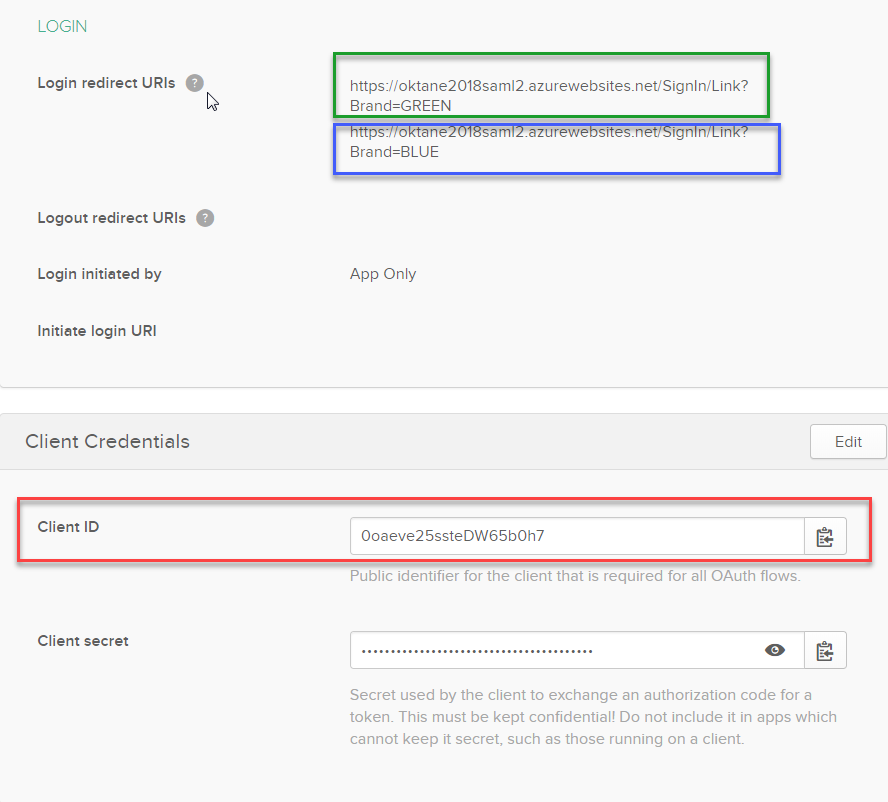 LOGIN
Login redirect URIs ?
https://oktane2018saml2.azurewebsites.net/SignIn/Link?
Brand=GREEN
https://oktane2018saml2.azurewebsites.net/SignIn/Link?
Brand=BLUE
Logout redirect URIs ?
Login initiated by
App Only
Initiate login URI
Client Credentials
Edit
Client ID
0oaeve25ssteDW65b0h7
Public identifier for the client that is required for all OAuth flows.
Client secret
••••••••••••••••••••••••••••••••••••••••
Secret used by the client to exchange an authorization code for a
token. This must be kept confidential! Do not include it in apps which
cannot keep it secret, such as those running on a client.